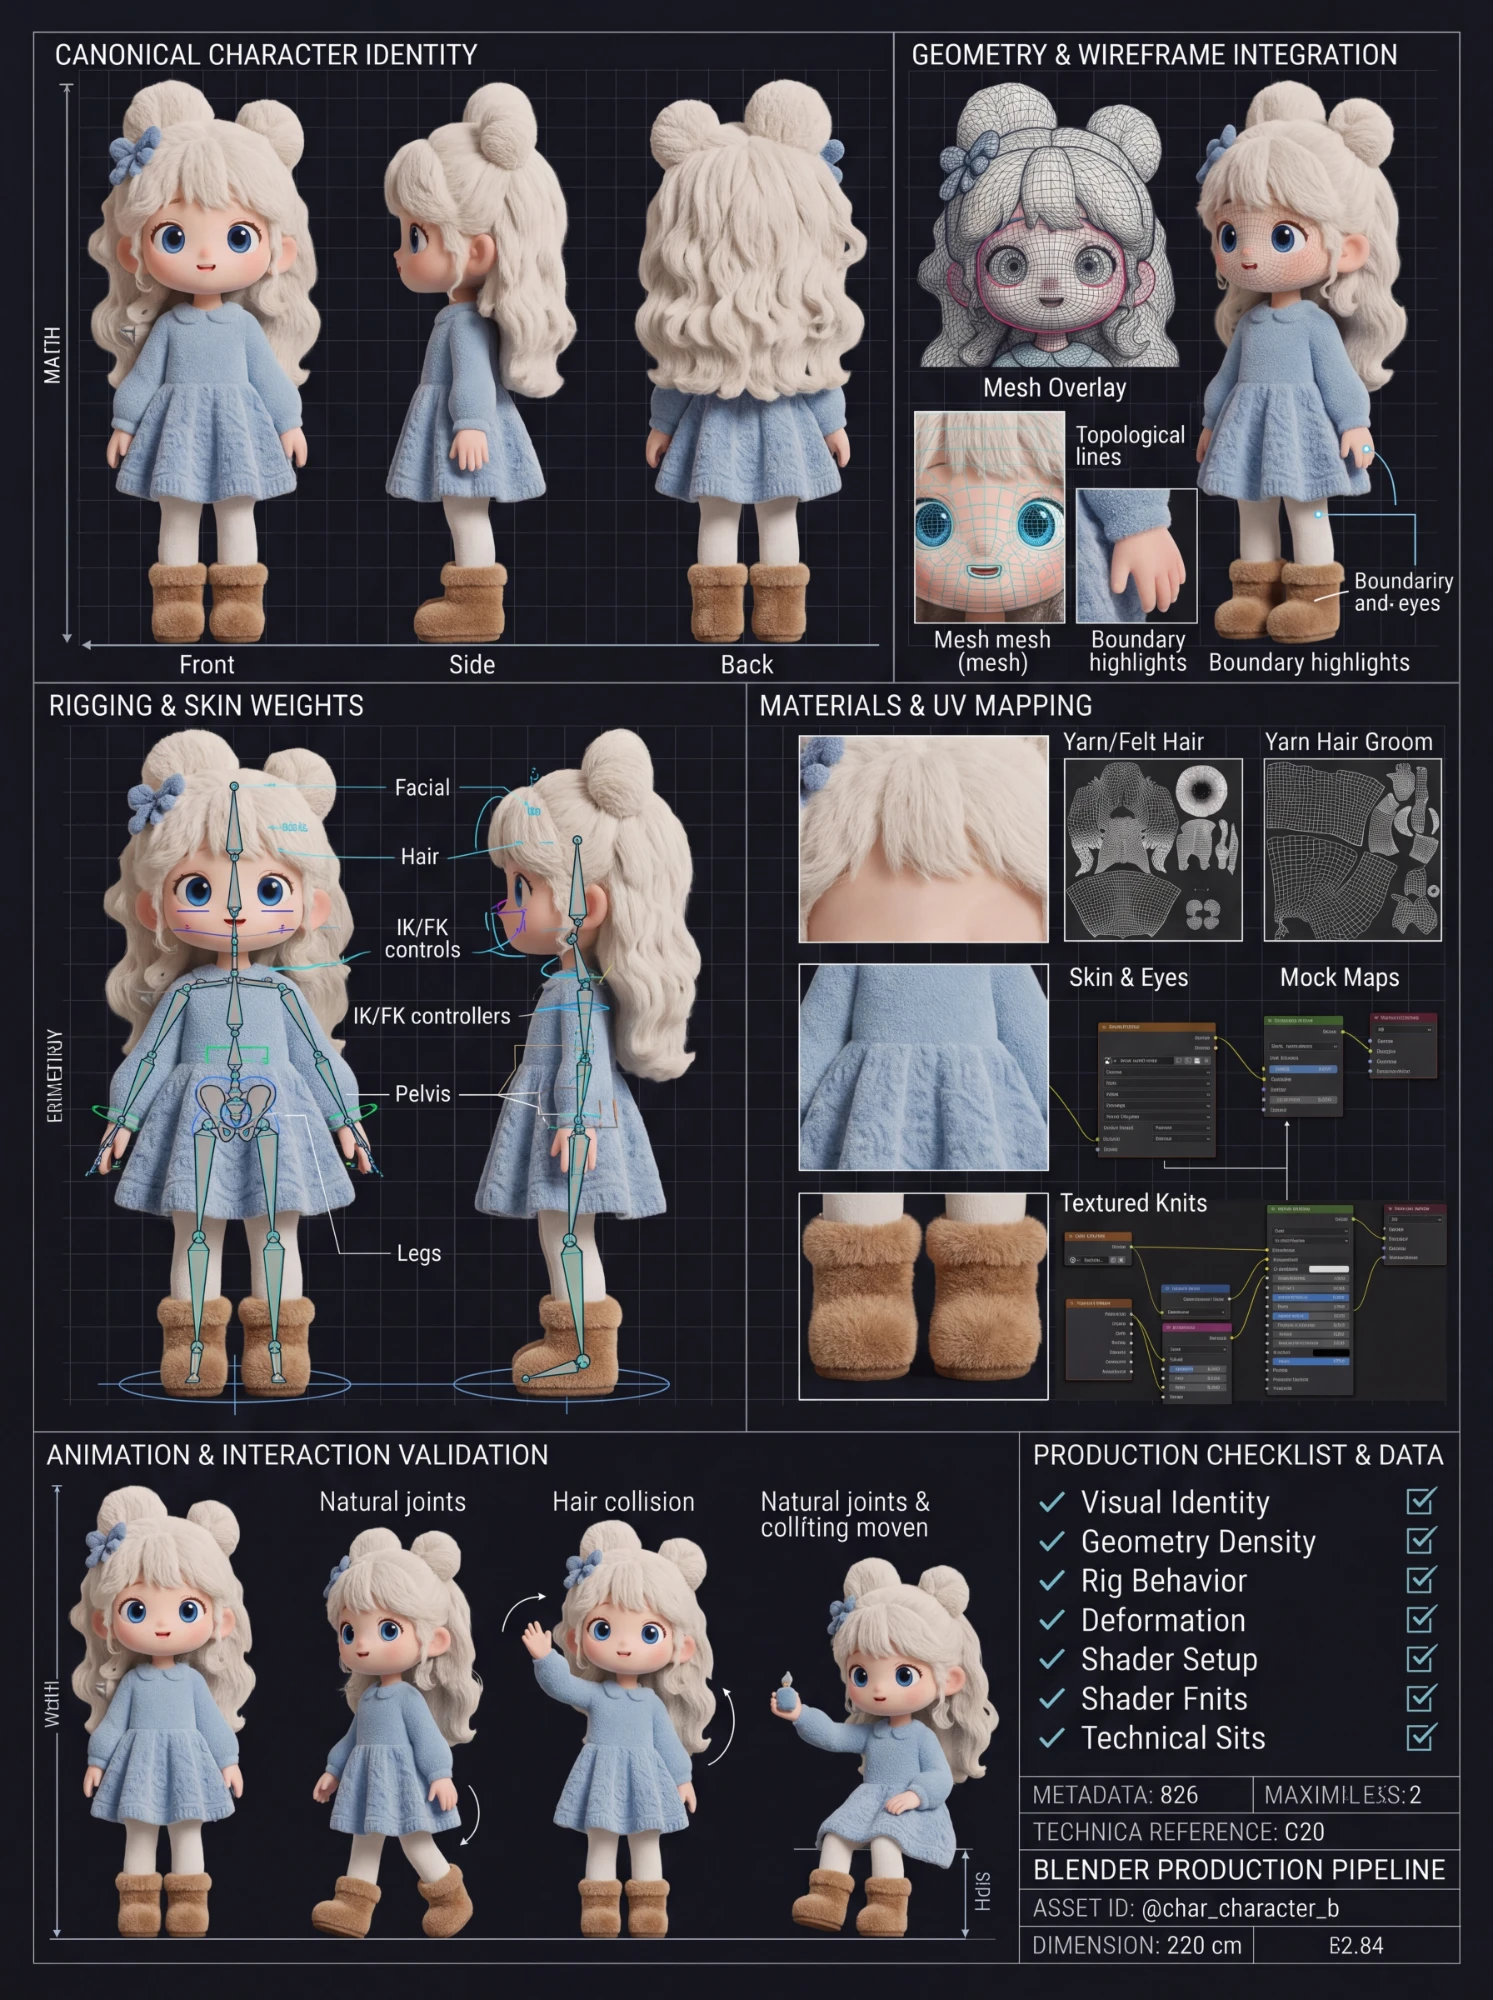 CANONICAL CHARACTER IDENTITY
Front
Side
Back
GEOMETRY & WIREFRAME INTEGRATION
Mesh Overlay
Topological
lines
Mesh mesh
(mesh)
Boundary
highlights
Boundariry
and eyes
Boundary highlights
RIGGING & SKIN WEIGHTS
Facial
Hair
IK/FK
controls
IK/FK controllers
Pelvis
Legs
MATERIALS & UV MAPPING
Yarn/Felt Hair
Yarn Hair Groom
Skin & Eyes
Mock Maps
Textured Knits
ANIMATION & INTERACTION VALIDATION
Natural joints
Hair collision
Natural joints &
collíting moven
PRODUCTION CHECKLIST & DATA
Visual Identity
Geometry Density
Rig Behavior
Deformation
Shader Setup
Shader Fnits
Technical Sits
METADATA: 826
TECHNICA REFERENCE: C20
BLENDER PRODUCTION PIPELINE
ASSET ID: @char_character_b
DIMENSION: 220 cm